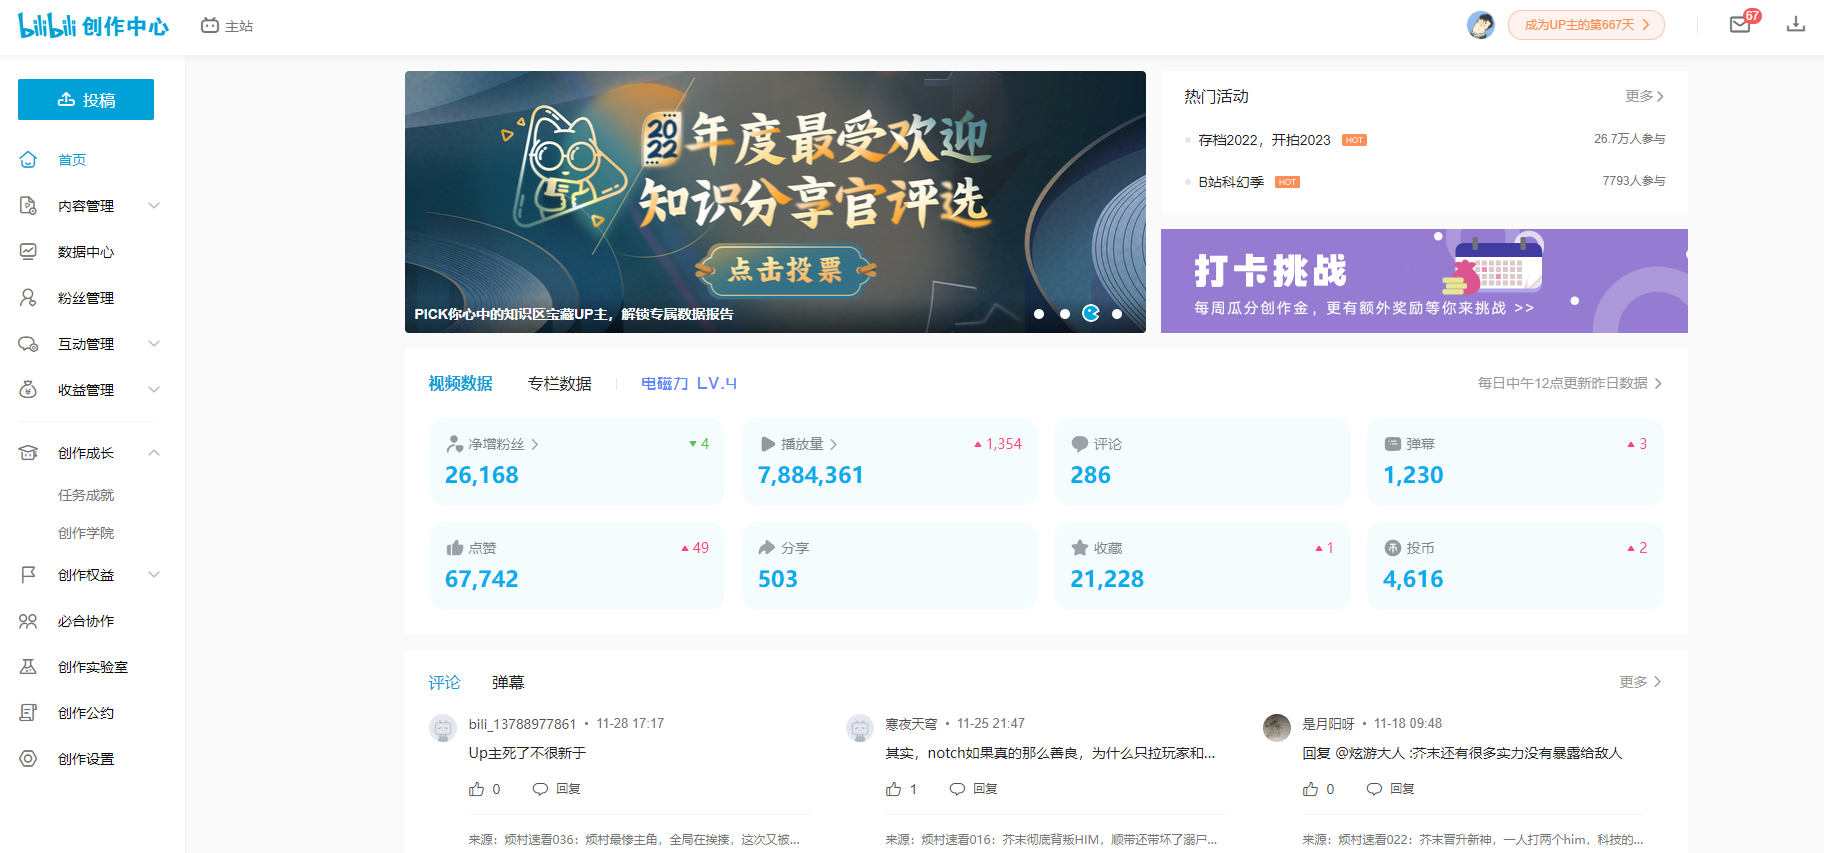 bilibili 创作中心
主站
成为UP主的第667天
67
投稿
首页
内容管理
数据中心
粉丝管理
互动管理
收益管理
创作成长
任务成就
创作学院
创作权益
必合协作
创作实验室
创作公约
创作设置
2022 年度最受欢迎
知识分享官评选
点击投票
PICK你心中的知识区宝藏UP主，解锁专属数据报告
热门活动
更多
存档2022，开拍2023 HOT 26.7万人参与
B站科幻季 HOT 7793人参与
打卡挑战
每周瓜分创作金，更有额外奖励等你来挑战 >>
视频数据 专栏数据 电磁力 LV.4
每日中午12点更新昨日数据
净增粉丝 4
26,168
播放量 1,354
7,884,361
评论
286
弹幕 3
1,230
点赞 49
67,742
分享
503
收藏 1
21,228
投币 2
4,616
评论 弹幕
更多
bili_13788977861 • 11-28 17:17
Up主死了不很新于
0 回复
来源：烦村速看036：烦村最惨主角，全局在挨揍，这次又被...
寒夜天穹 • 11-25 21:47
其实，notch如果真的那么善良，为什么只拉玩家和...
1 回复
来源：烦村速看016：芥末彻底背叛HIM，顺带还带坏了溺尸...
是月阳呀 • 11-18 09:48
回复 @炫游大人 :芥末还有很多实力没有暴露给敌人
0 回复
来源：烦村速看022：芥末晋升新神，一人打两个him，科技的...